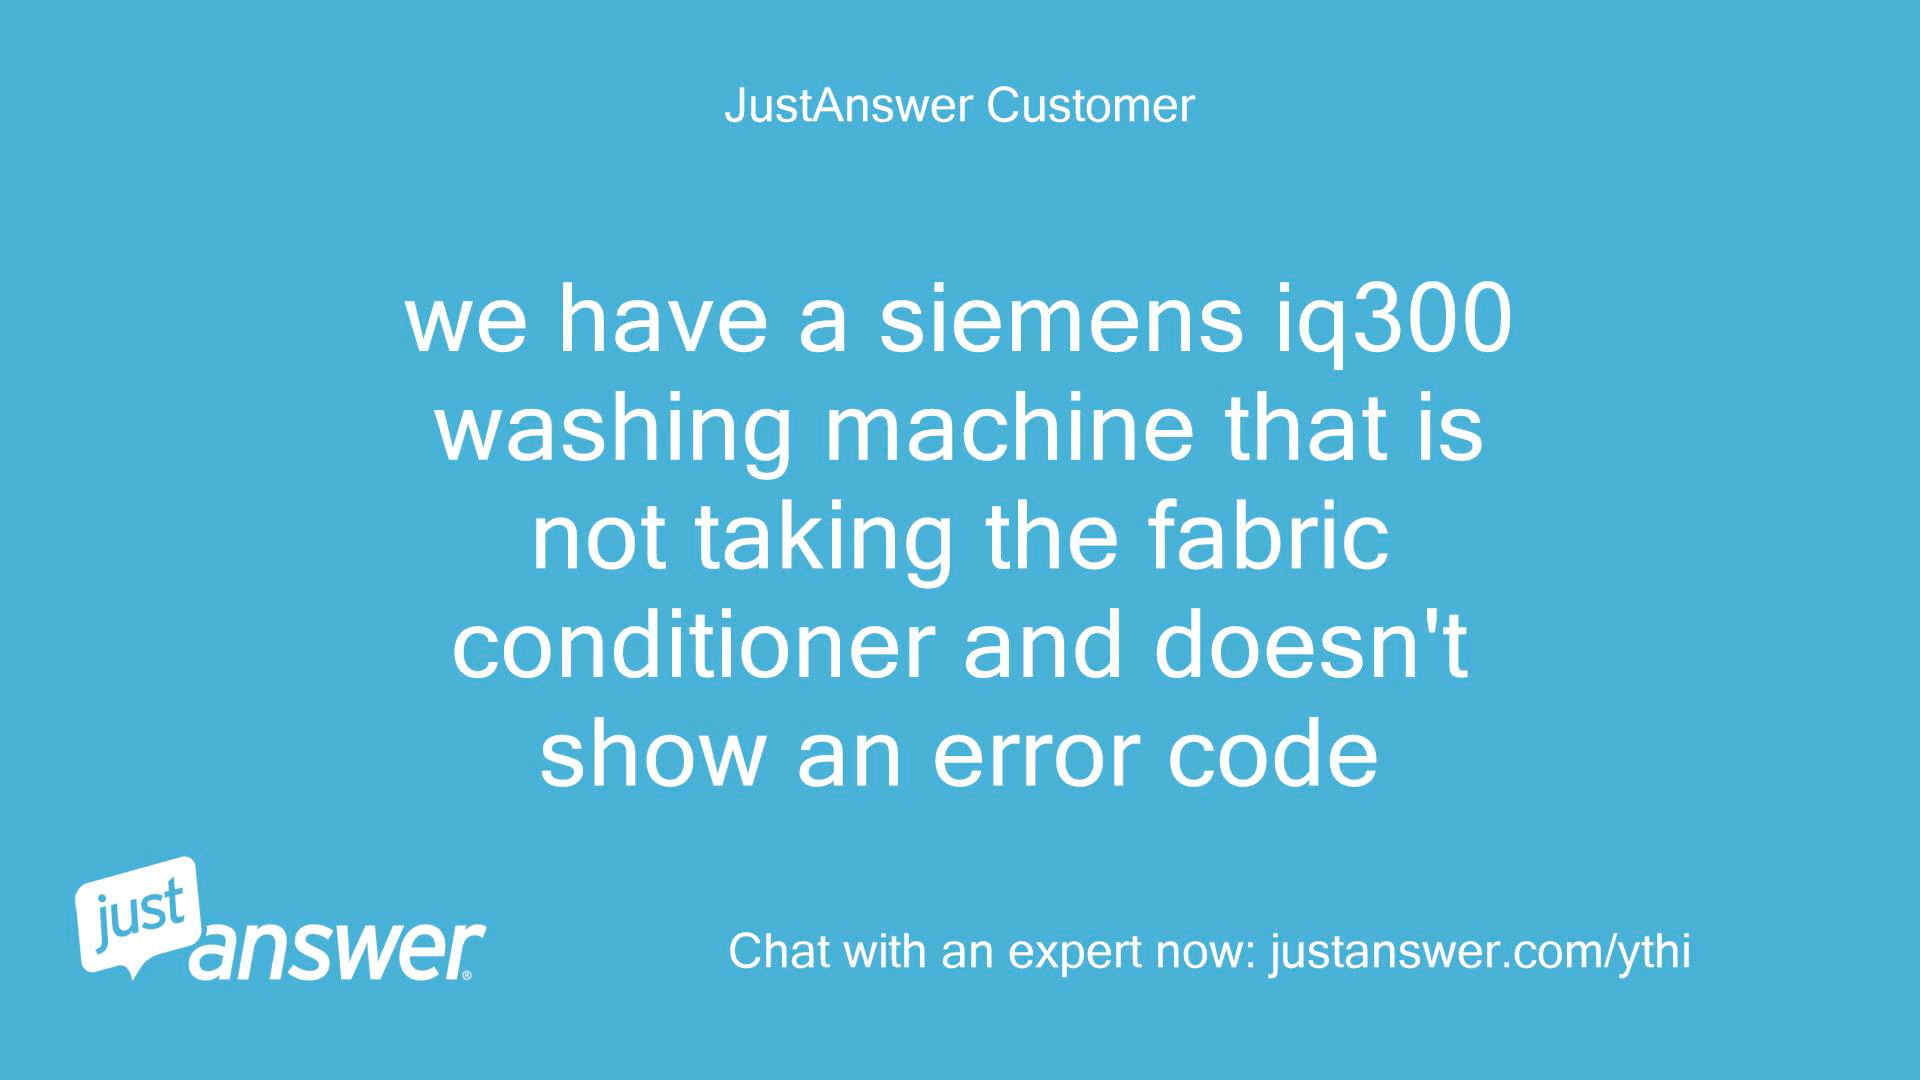 JustAnswer Customer
we have a siemens iq300
washing machine that is
not taking the fabric
conditioner and doesn't
show an error code
just
answer®
Chat with an expert now: justanswer.com/ythi